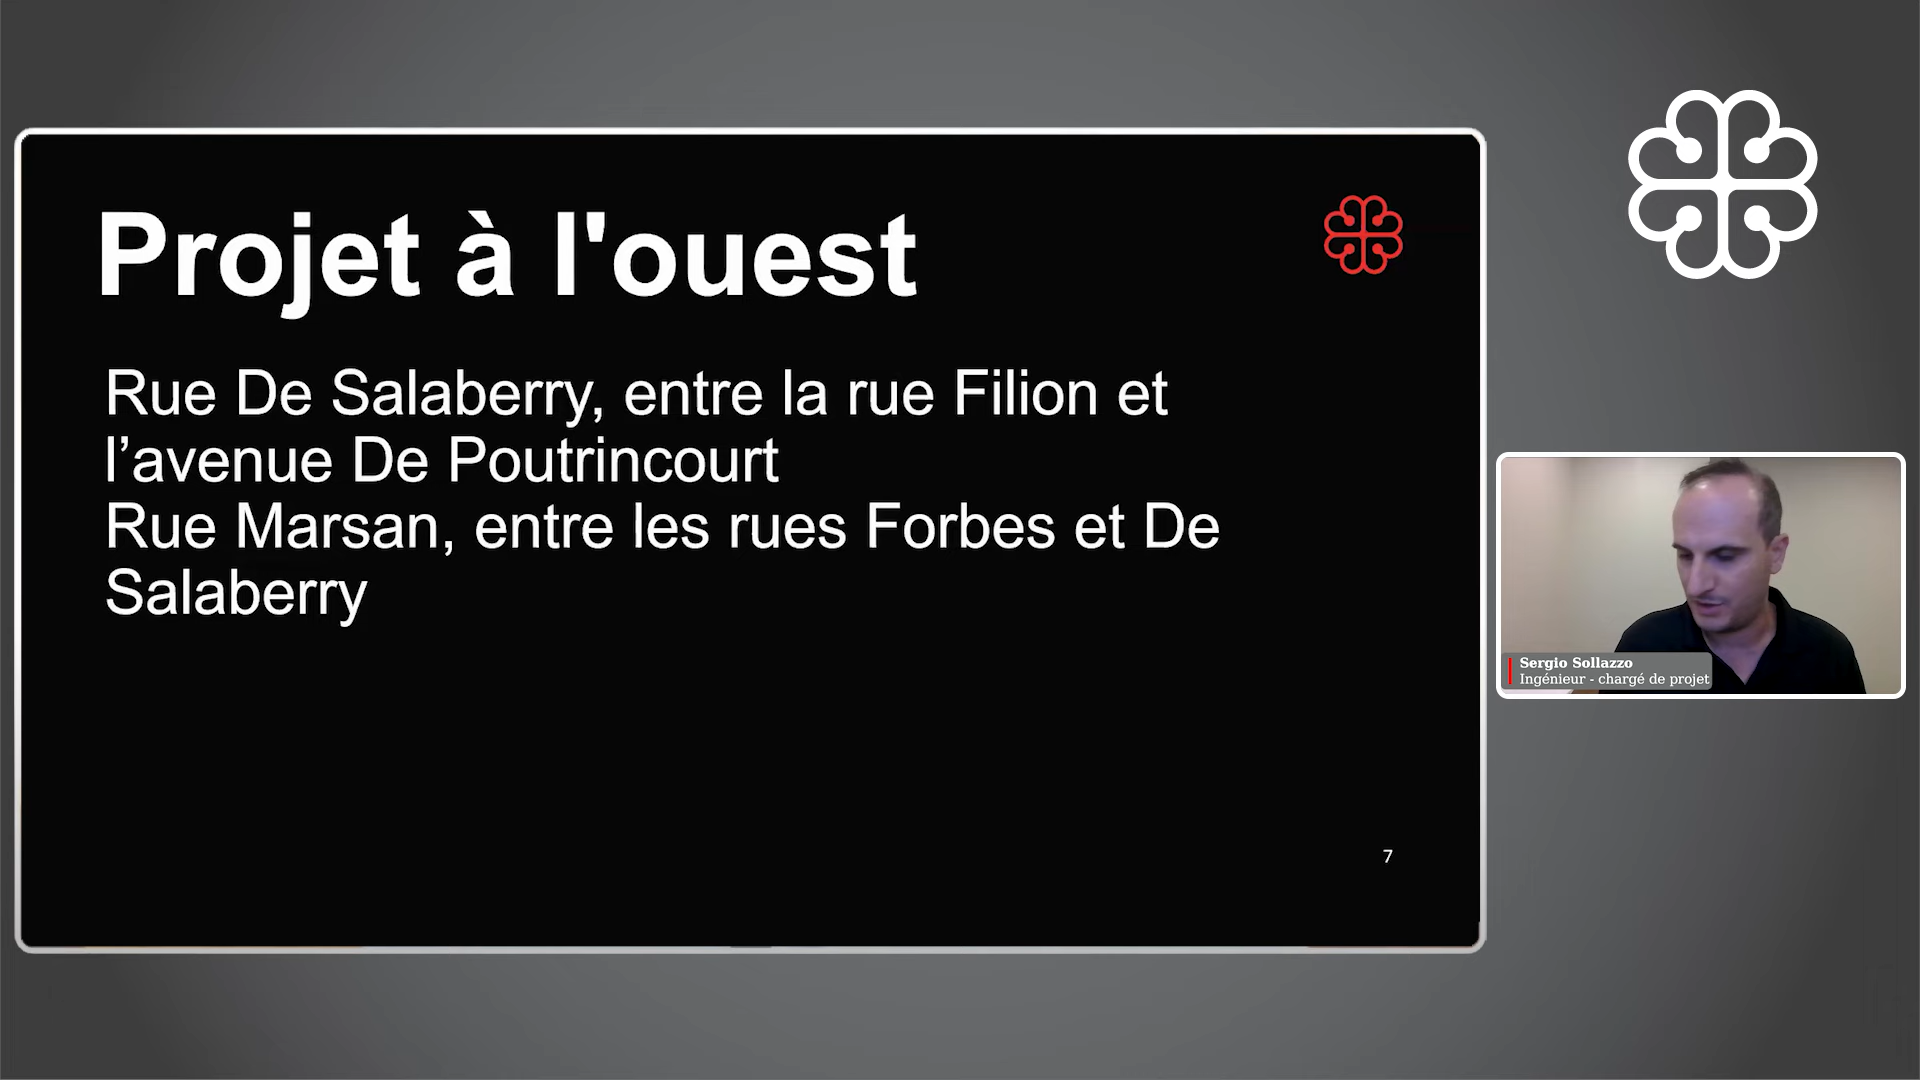 Projet à l'ouest
Rue De Salaberry, entre la rue Filion et
l’avenue De Poutrincourt
Rue Marsan, entre les rues Forbes et De
Salaberry
7
Sergio Sollazzo
Ingénieur - chargé de projet